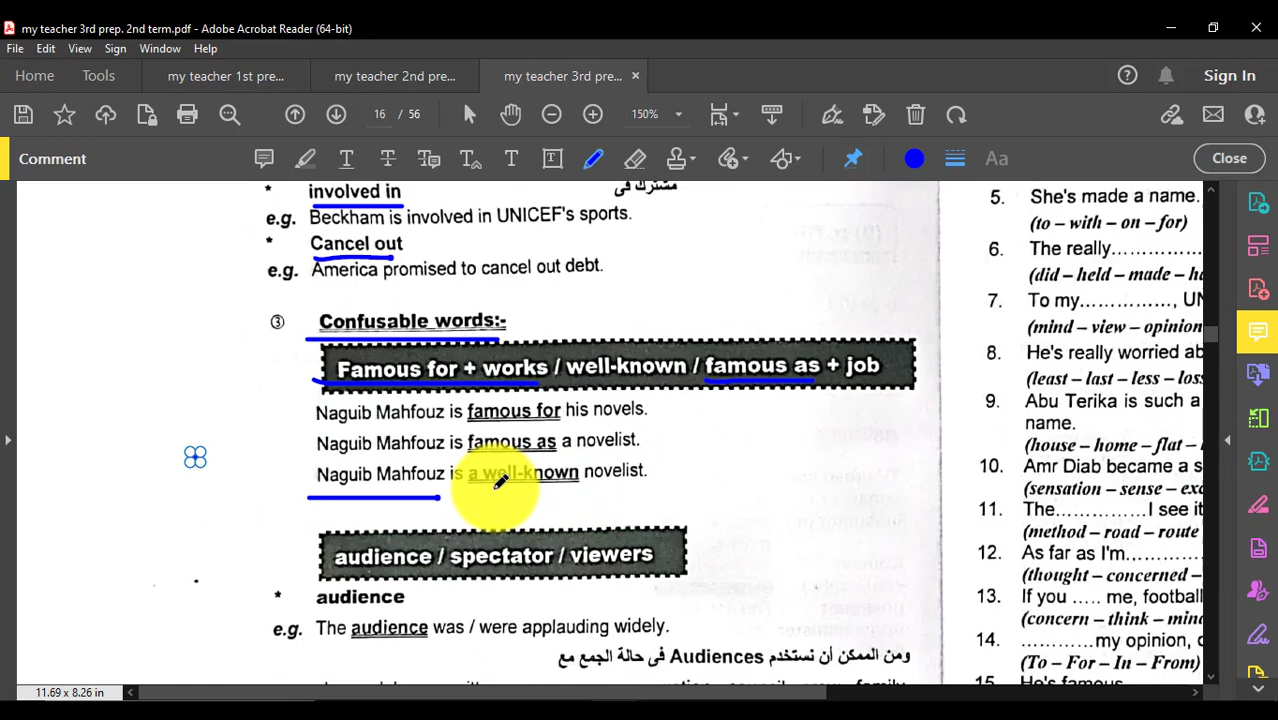 my teacher 3rd prep. 2nd term.pdf - Adobe Acrobat Reader (64-bit)
File Edit View Sign Window Help
Home Tools my teacher 1st pre... my teacher 2nd pre... my teacher 3rd pre... × Sign In
16 / 56 150%
Comment Aa Close
* involved in مشترك فى
e.g. Beckham is involved in UNICEF's sports.
* Cancel out
e.g. America promised to cancel out debt.
③ Confusable words:-
Famous for + works / well-known / famous as + job
Naguib Mahfouz is famous for his novels.
Naguib Mahfouz is famous as a novelist.
Naguib Mahfouz is a well-known novelist.
audience / spectator / viewers
* audience
e.g. The audience was / were applauding widely.
ومن الممكن أن نستخدم Audiences فى حالة الجمع مع
5. She's made a name.
(to – with – on – for)
6. The really..............
(did – held – made –
7. To my..............., UN
(mind – view – opinion
8. He's really worried ab
(least – last – less –
9. Abu Terika is such a
name.
(house – home – flat –
10. Amr Diab became a s
(sensation – sense –
11. The...............I see it
(method – road – route
12. As far as I'm...........
(thought – concerned –
13. If you ..... me, football
(concern – think –
14. ..............my opinion,
(To – For – In – From)
15. He's famous
11.69 x 8.26 in